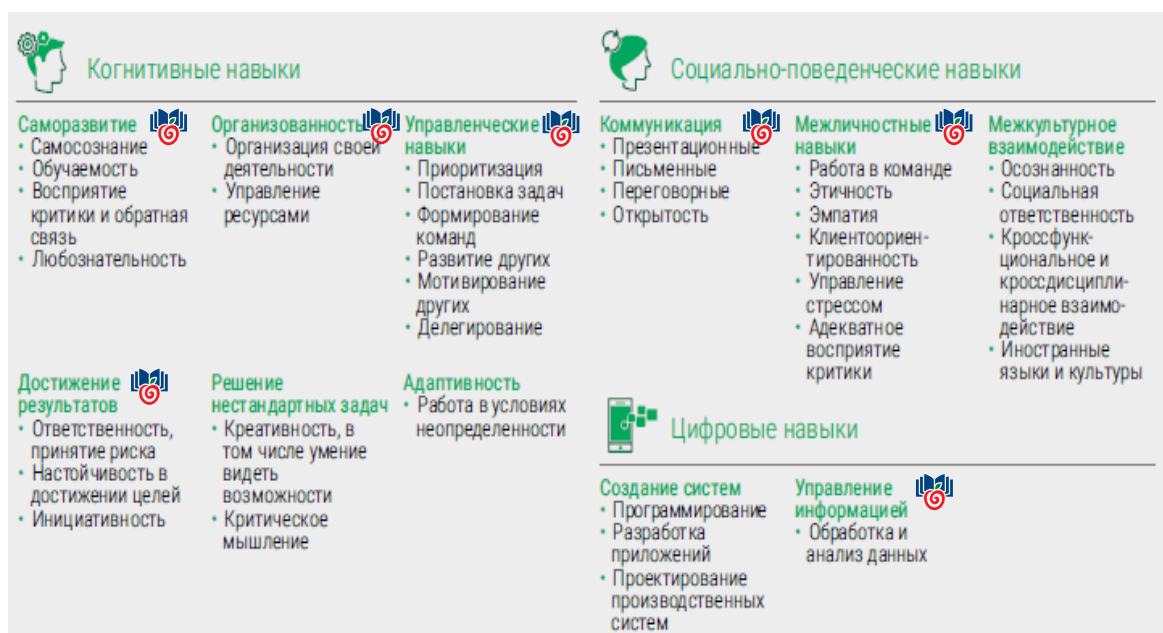 Когнитивные навыки
Саморазвитие
• Самосознание
• Обучаемость
• Восприятие
критики и обратная
связь
• Любознательность
Организованность
• Организация своей
деятельности
• Управление
ресурсами
Управленческие
навыки
• Приоритизация
• Постановка задач
• Формирование
команд
• Развитие других
• Мотивирование
других
• Делегирование
Достижение
результатов
• Ответственность,
принятие риска
• Настойчивость в
достижении целей
• Инициативность
Решение
нестандартных задач
• Креативность, в
том числе умение
видеть
возможности
• Критическое
мышление
Адаптивность
• Работа в условиях
неопределенности
Социально-поведенческие навыки
Коммуникация
• Презентационные
• Письменные
• Переговорные
• Открытость
Межличностные
навыки
• Работа в команде
• Этичность
• Эмпатия
• Клиентоориен-
тированность
• Управление
стрессом
• Адекватное
восприятие
критики
Межкультурное
взаимодействие
• Осознанность
• Социальная
ответственность
• Кроссфунк-
циональное и
кроссдисципли-
нарное взаимо-
действие
• Иностранные
языки и культуры
Цифровые навыки
Создание систем
• Программирование
• Разработка
приложений
• Проектирование
производственных
систем
Управление
информацией
• Обработка и
анализ данных